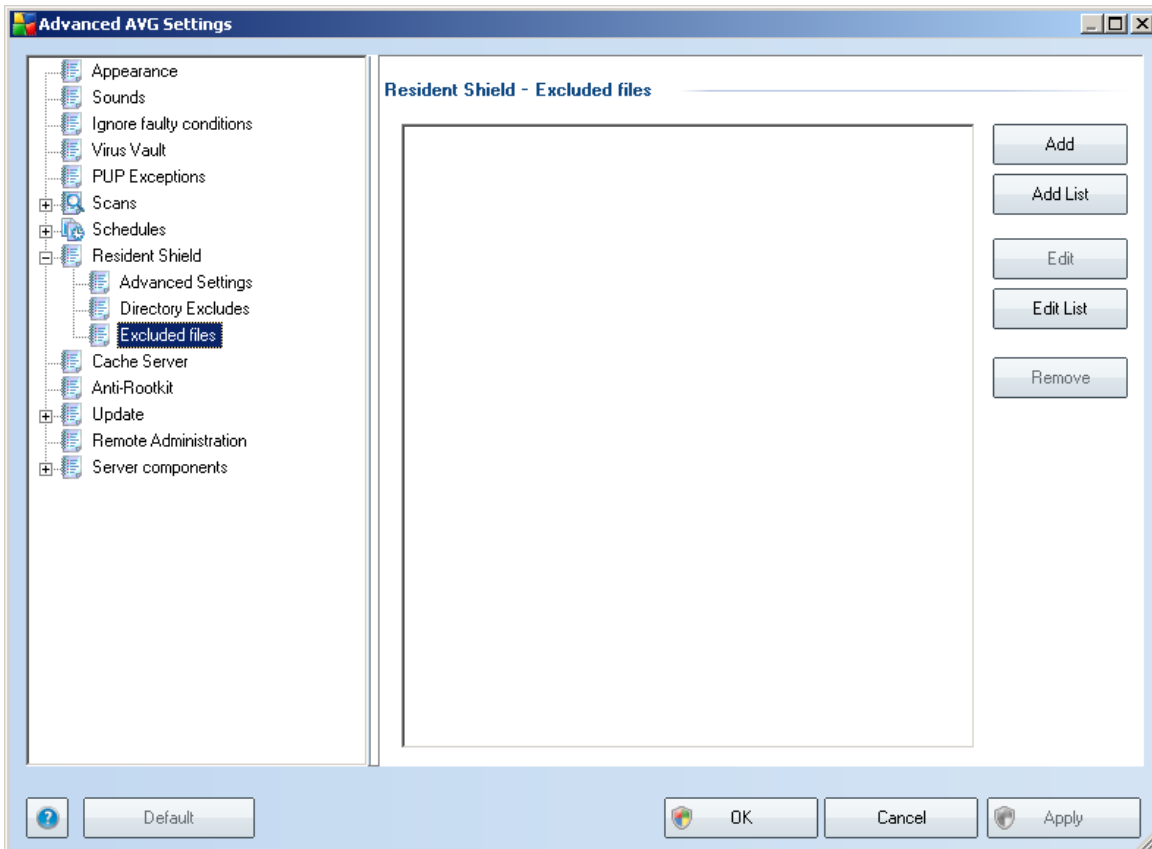 Advanced AVG Settings
Appearance
Sounds
Ignore faulty conditions
Virus Vault
PUP Exceptions
Scans
Schedules
Resident Shield
Advanced Settings
Directory Excludes
Excluded files
Cache Server
Anti-Rootkit
Update
Remote Administration
Server components
Resident Shield - Excluded files
Add
Add List
Edit
Edit List
Remove
?
Default
OK
Cancel
Apply